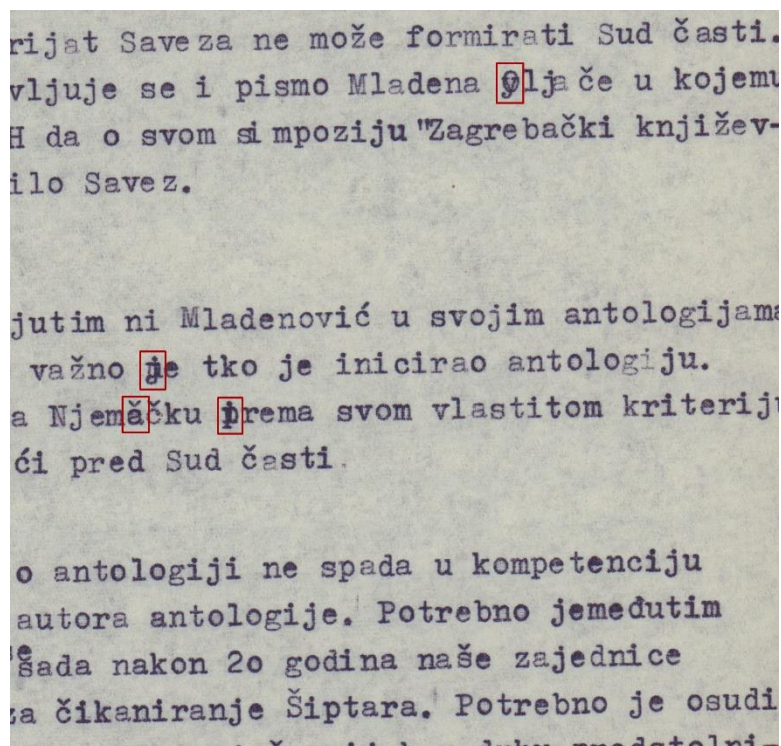 rijat Saveza ne može formirati Sud časti.
vljuje se i pismo Mladena Oljače u kojemu
H da o svom simpoziju "Zagrebački književ-
ilo Savez.
jutim ni Mladenović u svojim antologijama
važno je tko je inicirao antologiju.
a Njemačku prema svom vlastitom kriteriju
ći pred Sud časti.
o antologiji ne spada u kompetenciju
autora antologije. Potrebno jemeđutim
se
sada nakon 2o godina naše zajednice
za čikaniranje Šiptara. Potrebno je osudi